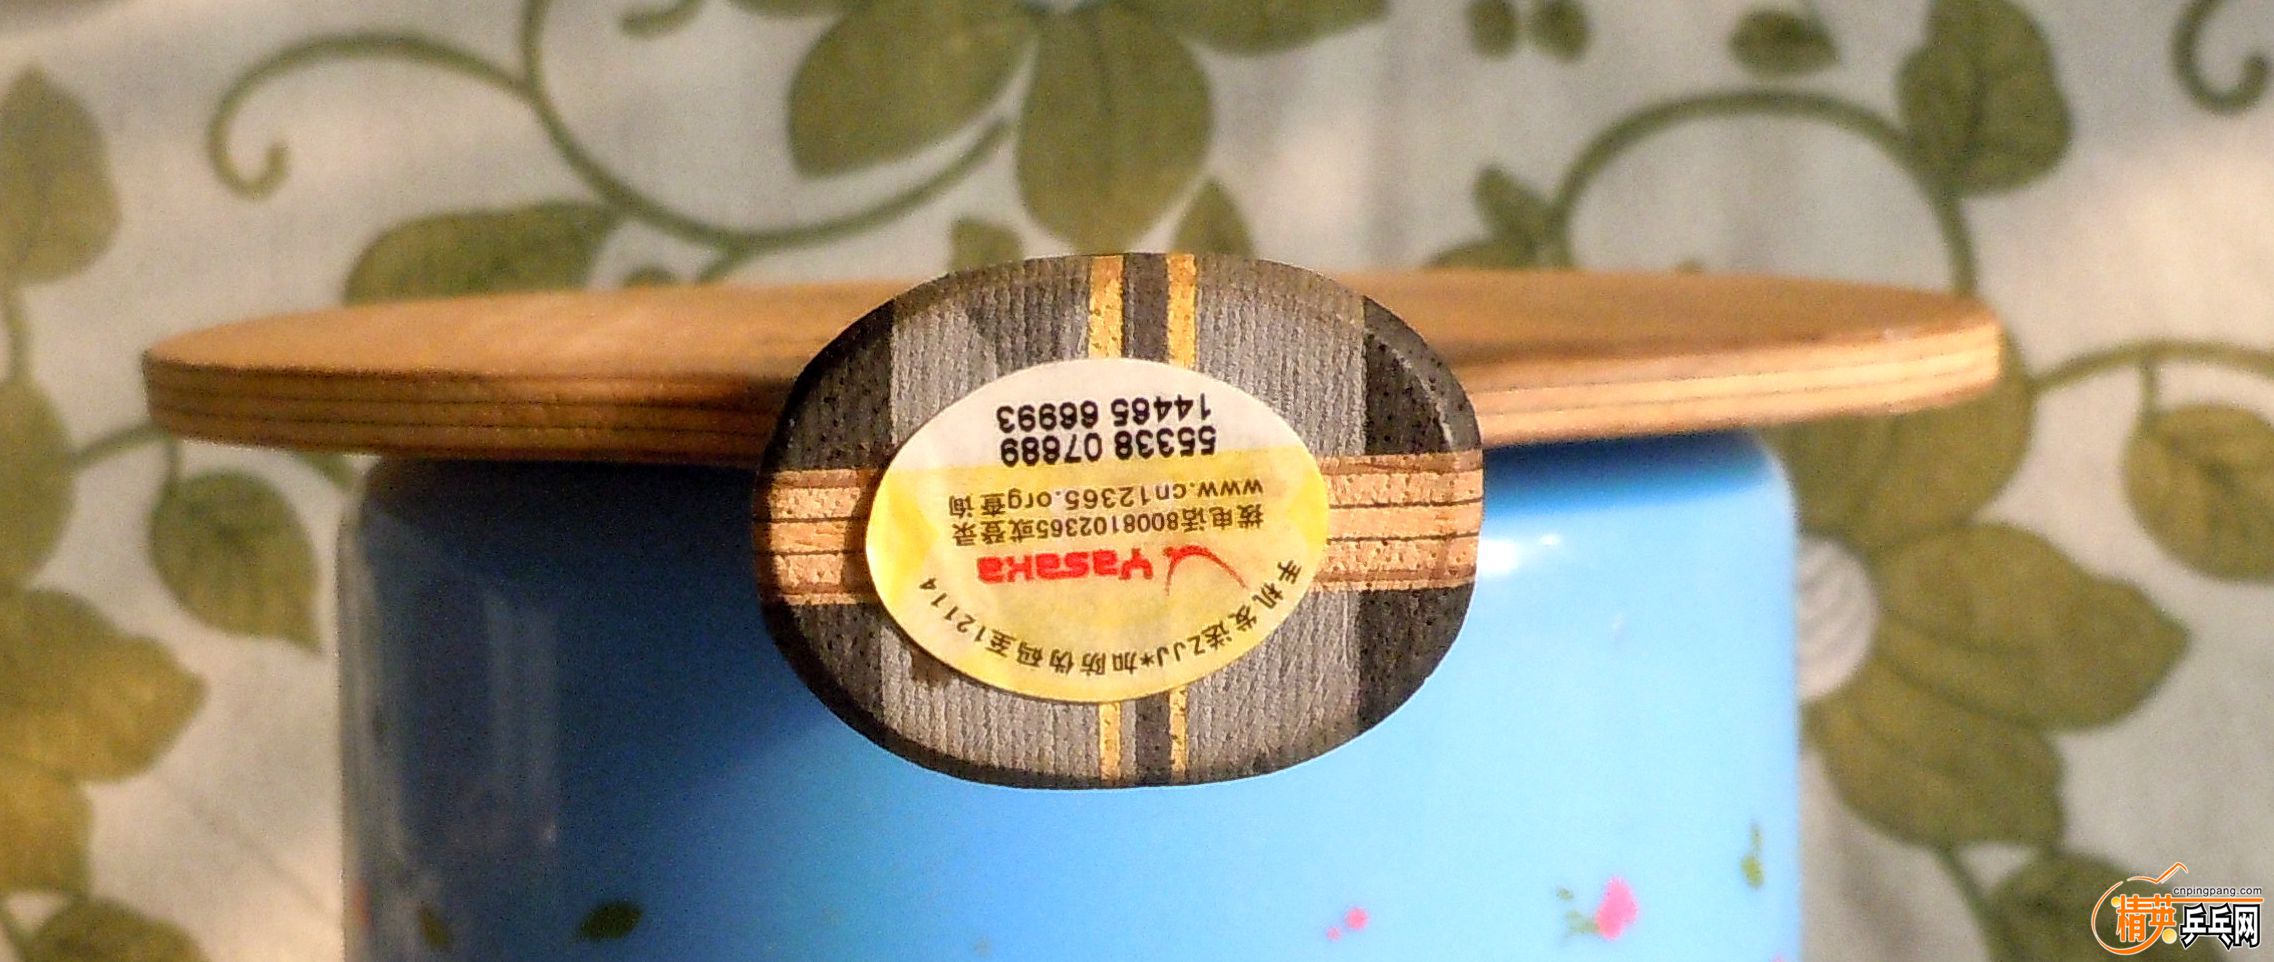 手机发送ZJJ*加防伪码至12114
Yasaka
拨电话8008102365或登录
www.cn12365.org查询
55338 07889
14465 66993
cnpingpang.com
精英乒乓网